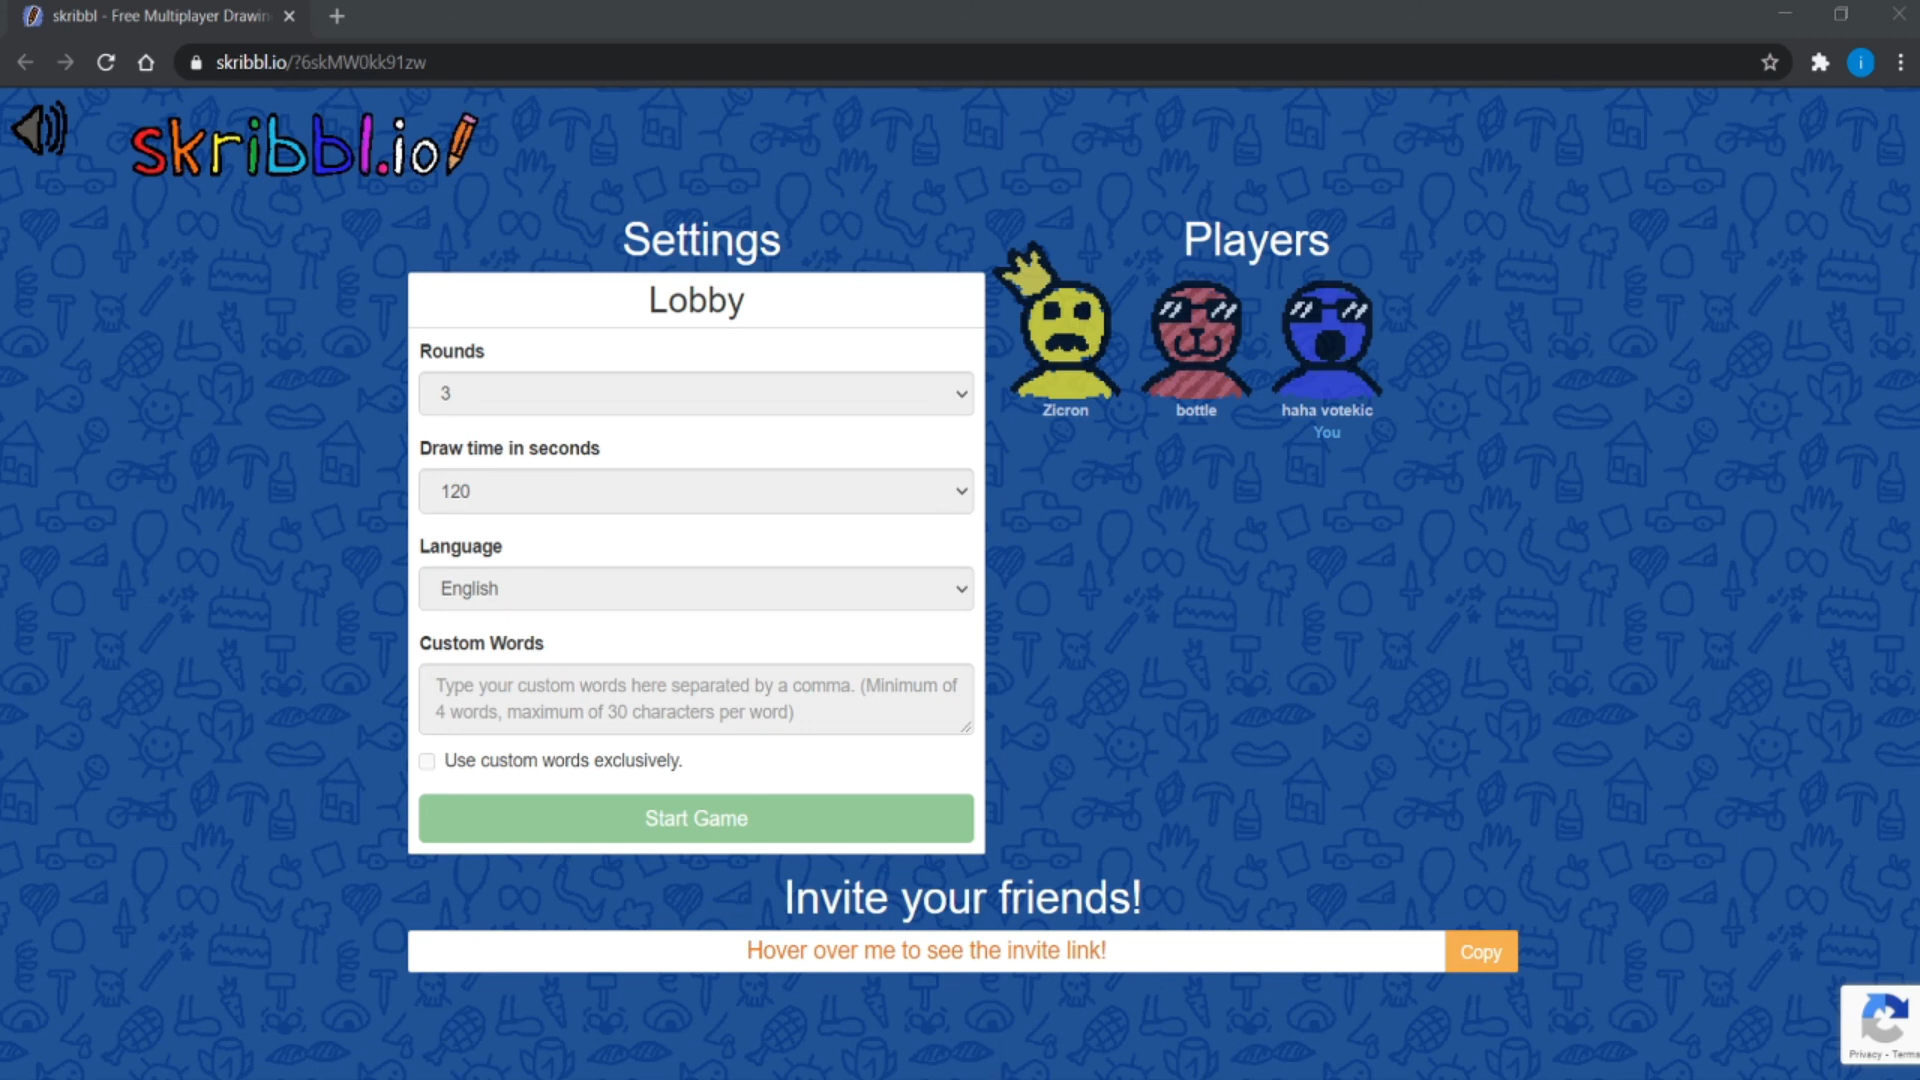 skribbl - Free Multiplayer Drawin
skribbl.io/?6skMW0kk91zw
i
skribbl.io
Settings
Players
Lobby
Rounds
3
Zicron
bottle
haha votekic
You
Draw time in seconds
120
Language
English
Custom Words
Type your custom words here separated by a comma. (Minimum of
4 words, maximum of 30 characters per word)
Use custom words exclusively.
Start Game
Invite your friends!
Hover over me to see the invite link!
Copy
Privacy - Terms